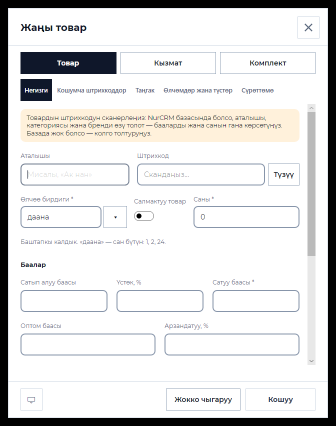 Жаңы товар
Товар
Кызмат
Комплект
Негизги
Кошумча штрихкоддор
Таңгак
Өлчөмдөр жана түстөр
Сүрөттөмө
Товардын штрихкодун сканерлеңиз: NurCRM базасында болсо, аталышы,
категориясы жана бренди өзү толот — бааларды жана санын гана көрсөтүңүз.
Базада жок болсо — колго толтуруңуз.
Аталышы
Штрихкод
Мисалы, «Ак нан»
Скандаңыз...
Түзүү
Өлчөө бирдиги *
Салмактуу товар
Саны *
даана
0
Баштапкы калдык. «даана» — сан бүтүн: 1, 2, 24.
Баалар
Сатып алуу баасы
Үстөк, %
Сатуу баасы *
Оптом баасы
Арзандатуу, %
Жокко чыгаруу
Кошуу